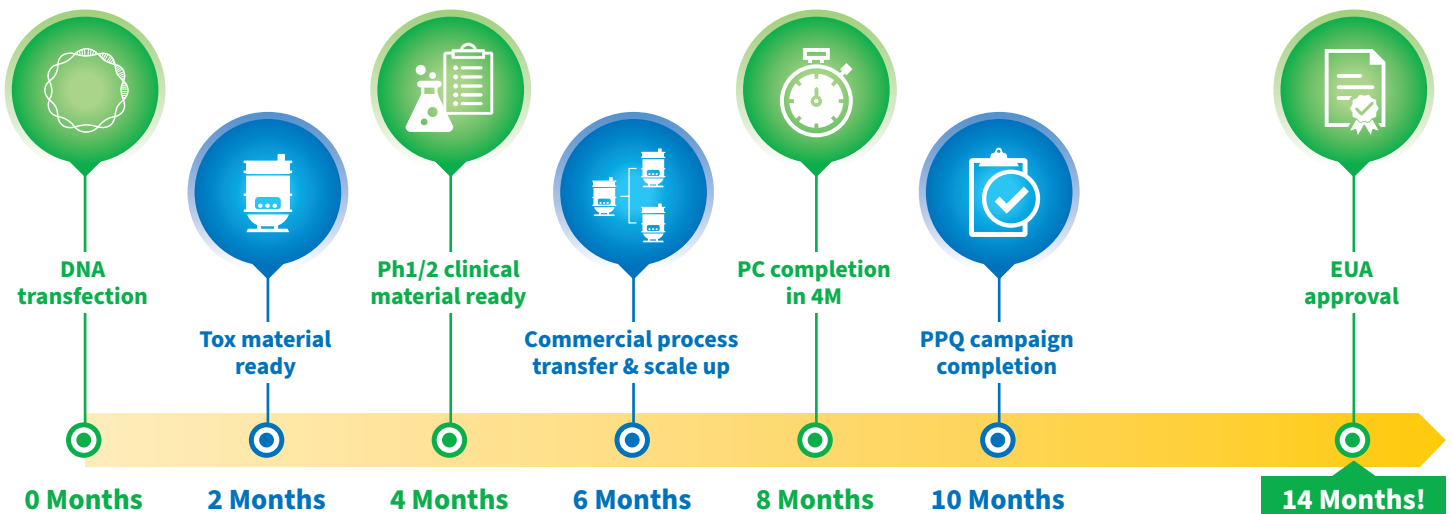 DNA
transfection
Tox material
ready
Ph1/2 clinical
material ready
Commercial process
transfer & scale up
PC completion
in 4M
PPQ campaign
completion
EUA
approval
0 Months
2 Months
4 Months
6 Months
8 Months
10 Months
14 Months!